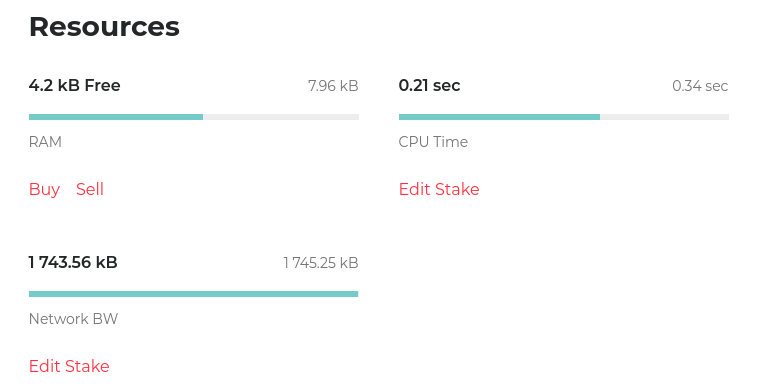 Resources
4.2 kB Free 7.96 kB
RAM
Buy Sell
0.21 sec 0.34 sec
CPU Time
Edit Stake
1 743.56 kB 1 745.25 kB
Network BW
Edit Stake